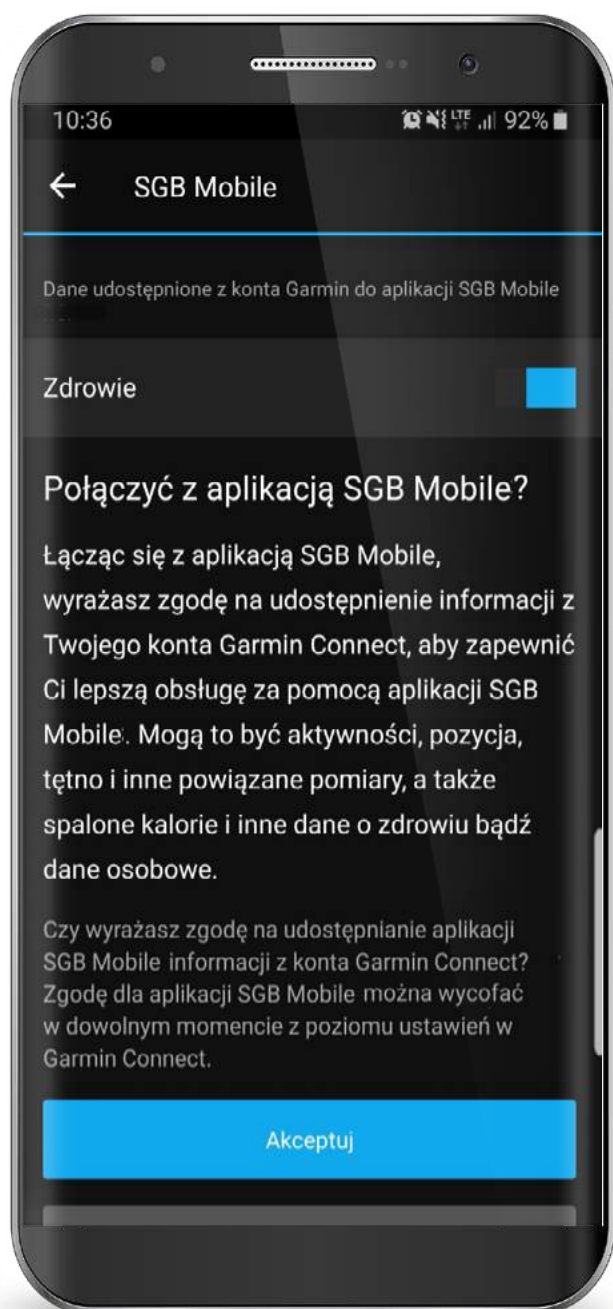 10:36 LTE 92%
SGB Mobile
Dane udostępnione z konta Garmin do aplikacji SGB Mobile
Zdrowie
Połączyć z aplikacją SGB Mobile?
Łącząc się z aplikacją SGB Mobile,
wyrażasz zgodę na udostępnienie informacji z
Twojego konta Garmin Connect, aby zapewnić
Ci lepszą obsługę za pomocą aplikacji SGB
Mobile. Mogą to być aktywności, pozycja,
tętno i inne powiązane pomiary, a także
spalone kalorie i inne dane o zdrowiu bądź
dane osobowe.
Czy wyrażasz zgodę na udostępnianie aplikacji
SGB Mobile informacji z konta Garmin Connect?
Zgodę dla aplikacji SGB Mobile można wycofać
w dowolnym momencie z poziomu ustawień w
Garmin Connect.
Akceptuj